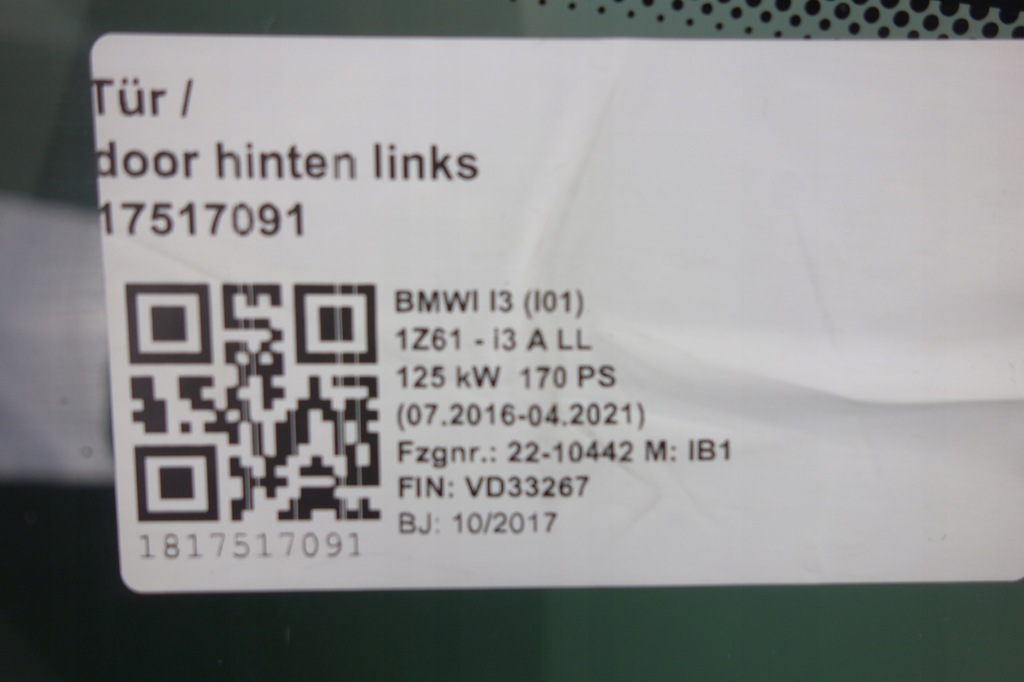 Tür /
door hinten links
17517091
BMWI I3 (I01)
1Z61 - i3 A LL
125 kW 170 PS
(07.2016-04.2021)
Fzgnr.: 22-10442 M: IB1
FIN: VD33267
BJ: 10/2017
1817517091